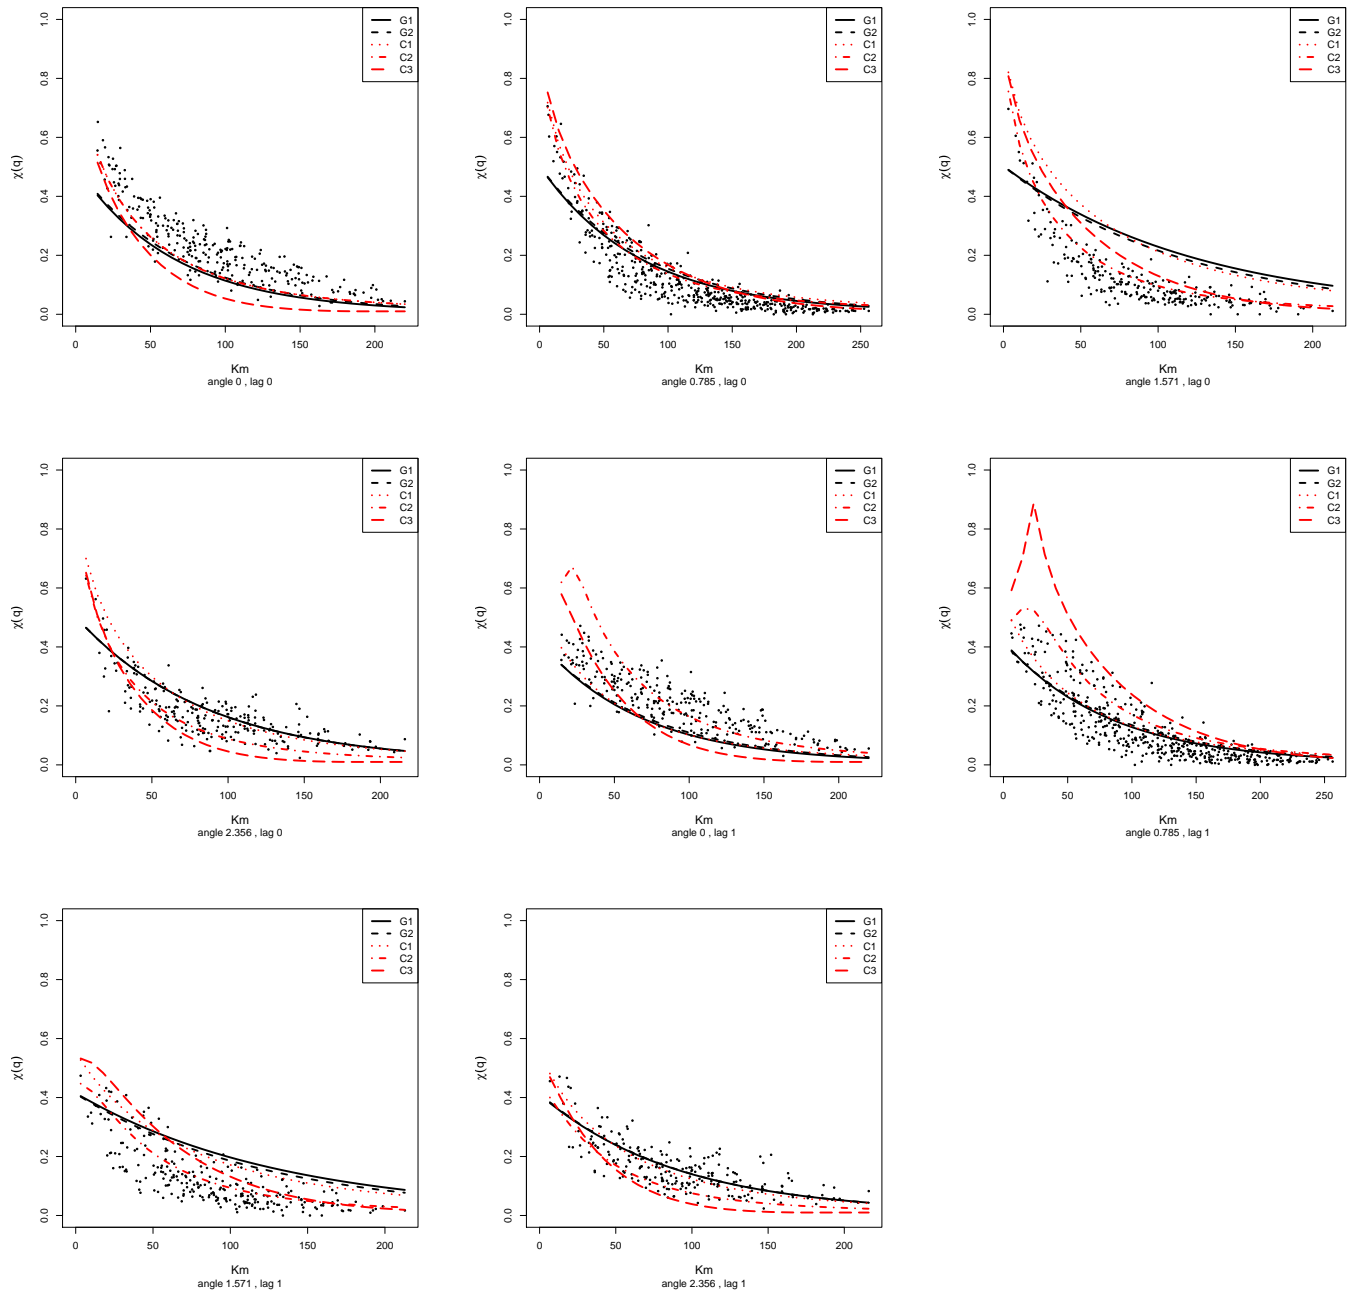 1.0
0.8
0.6
0.4
0.2
0.0
χ(q)
0 50 100 150 200
Km
angle 0 , lag 0
G1
G2
C1
C2
C3
1.0
0.8
0.6
0.4
0.2
0.0
χ(q)
0 50 100 150 200 250
Km
angle 0.785 , lag 0
G1
G2
C1
C2
C3
1.0
0.8
0.6
0.4
0.2
0.0
χ(q)
0 50 100 150 200
Km
angle 1.571 , lag 0
G1
G2
C1
C2
C3
1.0
0.8
0.6
0.4
0.2
0.0
χ(q)
0 50 100 150 200
Km
angle 2.356 , lag 0
G1
G2
C1
C2
C3
1.0
0.8
0.6
0.4
0.2
0.0
χ(q)
0 50 100 150 200
Km
angle 0 , lag 1
G1
G2
C1
C2
C3
1.0
0.8
0.6
0.4
0.2
0.0
χ(q)
0 50 100 150 200 250
Km
angle 0.785 , lag 1
G1
G2
C1
C2
C3
1.0
0.8
0.6
0.4
0.2
0.0
χ(q)
0 50 100 150 200
Km
angle 1.571 , lag 1
G1
G2
C1
C2
C3
1.0
0.8
0.6
0.4
0.2
0.0
χ(q)
0 50 100 150 200
Km
angle 2.356 , lag 1
G1
G2
C1
C2
C3